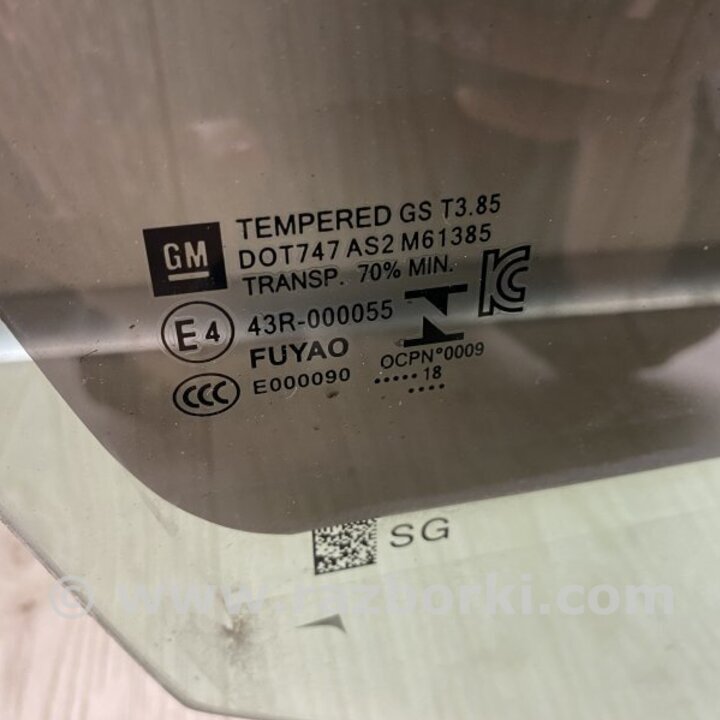 GM
TEMPERED GS T3.85
DOT747 AS2 M61385
TRANSP. 70% MIN.
E4 43R-000055
FUYAO
OCPN°0009
CCC E000090
..... 18
....
KC
SG
© www.razborki.com